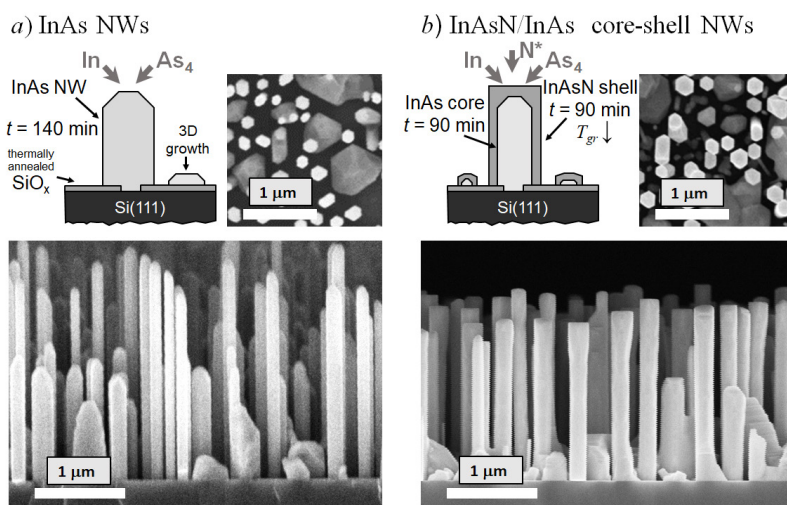 a) InAs NWs
In
As4
InAs NW
t = 140 min
3D
growth
thermally
annealed
SiOx
Si(111)
1 μm
1 μm
b) InAsN/InAs core-shell NWs
N*
In
As4
InAs core
t = 90 min
InAsN shell
t = 90 min
Tgr ↓
Si(111)
1 μm
1 μm